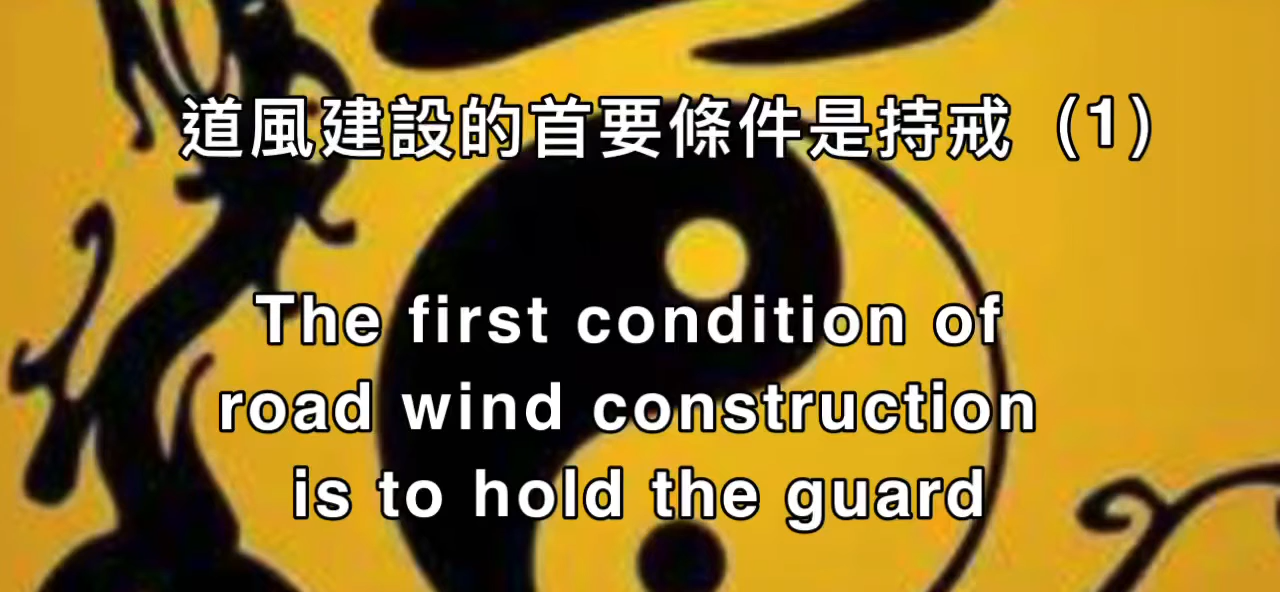 道風建設的首要條件是持戒（1）
The first condition of
road wind construction
is to hold the guard